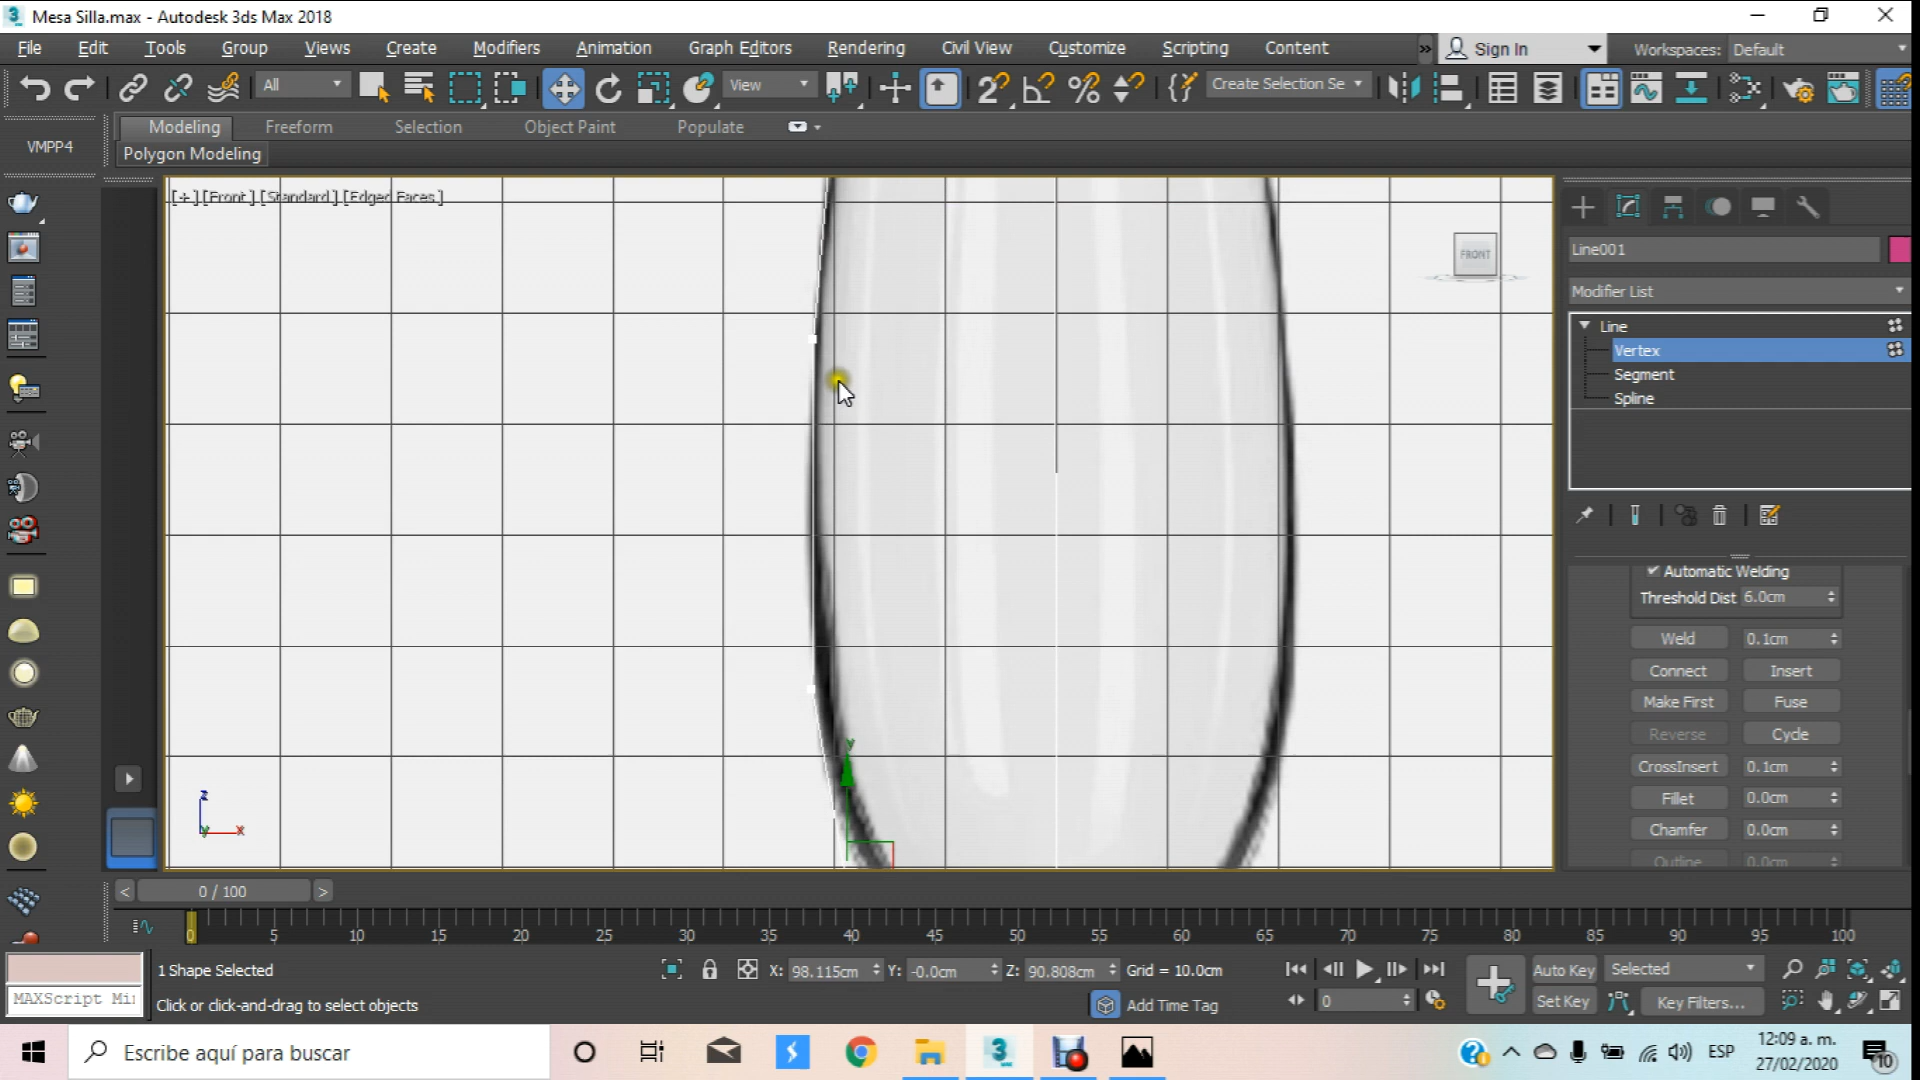 Mesa Silla.max - Autodesk 3ds Max 2018
File Edit Tools Group Views Create Modifiers Animation Graph Editors Rendering Civil View Customize Scripting Content » Sign In Workspaces: Default
All View Create Selection Se
Modeling Freeform Selection Object Paint Populate
VMPP4
Polygon Modeling
[+] [Front ] [Standard ] [Edged Faces ]
FRONT
Line001
Modifier List
Line
Vertex
Segment
Spline
Automatic Welding
Threshold Dist 6.0cm
Weld 0.1cm
Connect Insert
Make First Fuse
Reverse Cycle
CrossInsert 0.1cm
Fillet 0.0cm
Chamfer 0.0cm
Outline 0.0cm
y
z
y x
< 0 / 100 >
0 5 10 15 20 25 30 35 40 45 50 55 60 65 70 75 80 85 90 95 100
1 Shape Selected X: 98.115cm Y: -0.0cm Z: 90.808cm Grid = 10.0cm Auto Key Selected
MAXScript Mi Click or click-and-drag to select objects Add Time Tag 0 Set Key Key Filters...
Escribe aquí para buscar
ESP
12:09 a. m.
27/02/2020
10